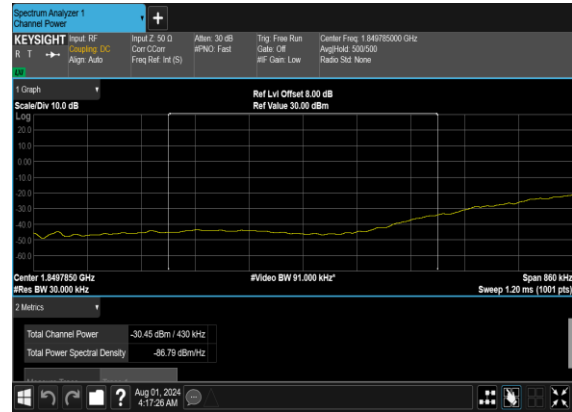 Spectrum Analyzer 1
Channel Power
+
KEYSIGHT Input: RF
R T Coupling: DC
Align: Auto
Input Z: 50 Ω
Corr CCorr
Freq Ref: Int (S)
Atten: 30 dB
#PNO: Fast
Trig: Free Run
Gate: Off
#IF Gain: Low
Center Freq: 1.849785000 GHz
Avg|Hold: 500/500
Radio Std: None
1 Graph
Scale/Div 10.0 dB
Ref Lvl Offset 8.00 dB
Ref Value 30.00 dBm
Log
20.0
10.0
0.00
-10.0
-20.0
-30.0
-40.0
-50.0
-60.0
Center 1.8497850 GHz
#Video BW 91.000 kHz*
Span 860 kHz
#Res BW 30.000 kHz
Sweep 1.20 ms (1001 pts)
2 Metrics
Total Channel Power -30.45 dBm / 430 kHz
Total Power Spectral Density -86.79 dBm/Hz
?
Aug 01, 2024
4:17:26 AM